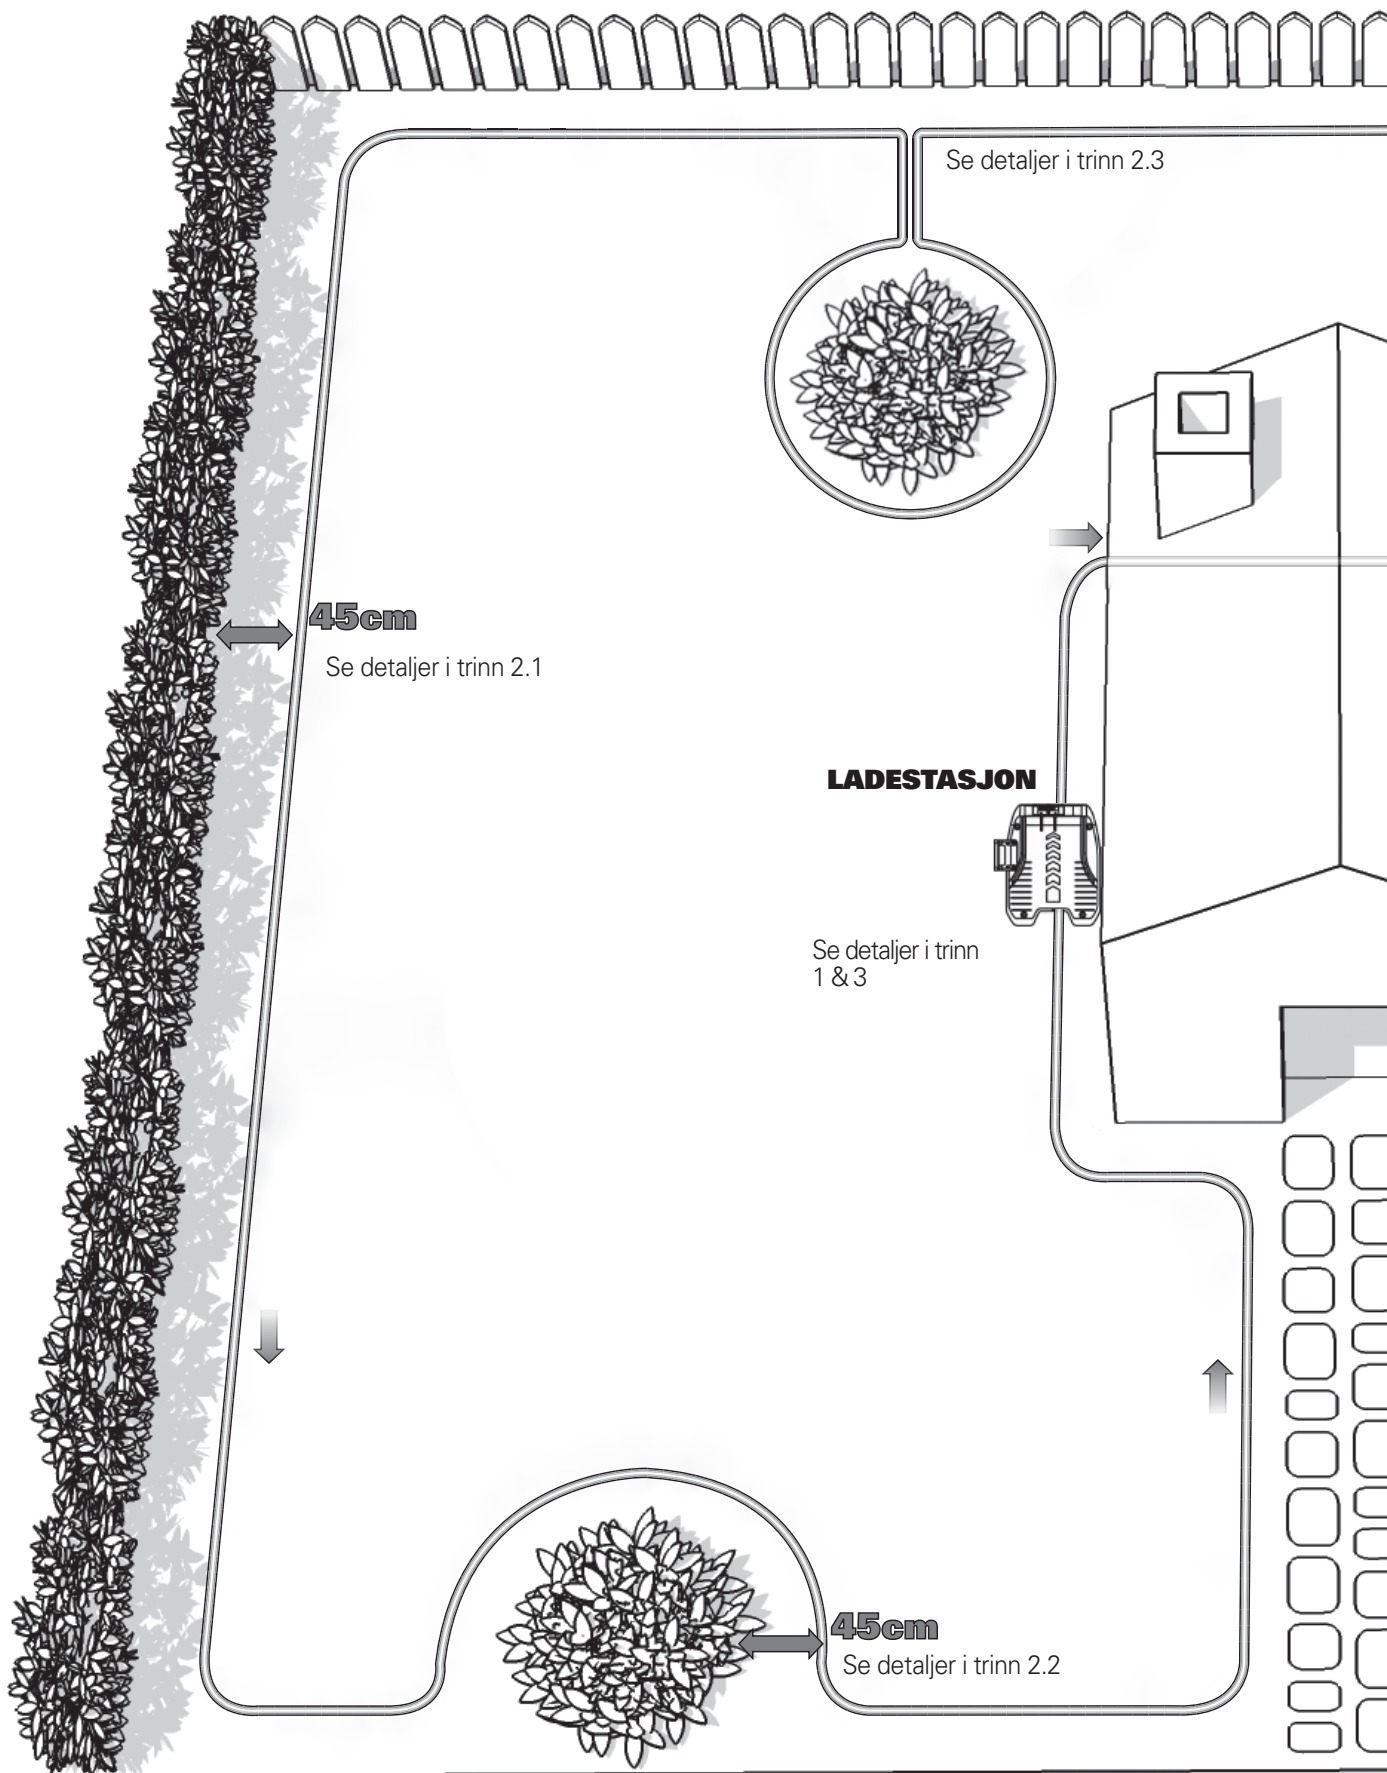 Se detaljer i trinn 2.3
45cm
Se detaljer i trinn 2.1
LADESTASJON
Se detaljer i trinn
1 & 3
45cm
Se detaljer i trinn 2.2